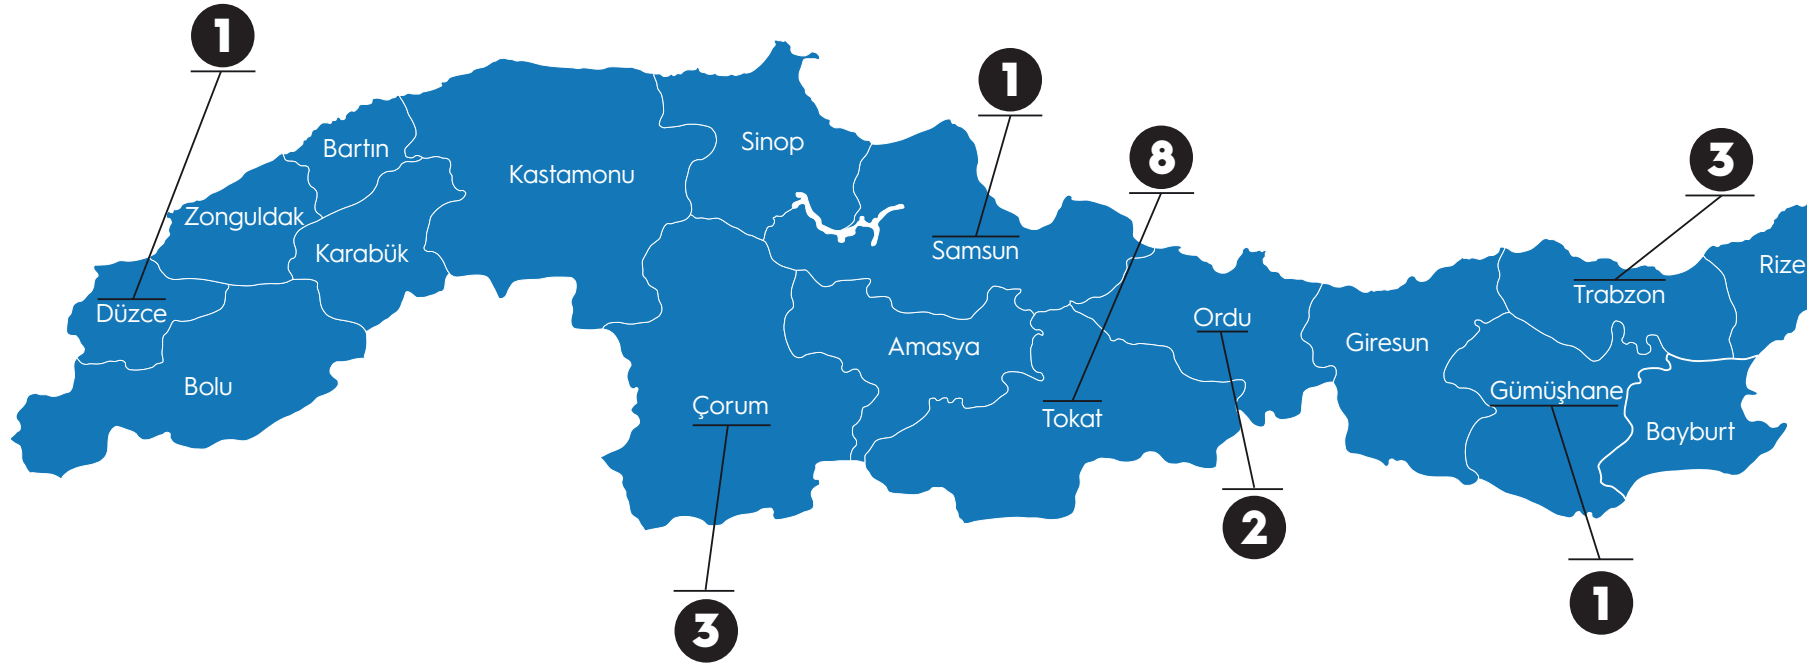 1
1
8
3
Bartın
Sinop
Kastamonu
Zonguldak
Karabük
Samsun
Rize
Trabzon
Düzce
Ordu
Giresun
Amasya
Bolu
Gümüşhane
Çorum
Tokat
Bayburt
2
1
3